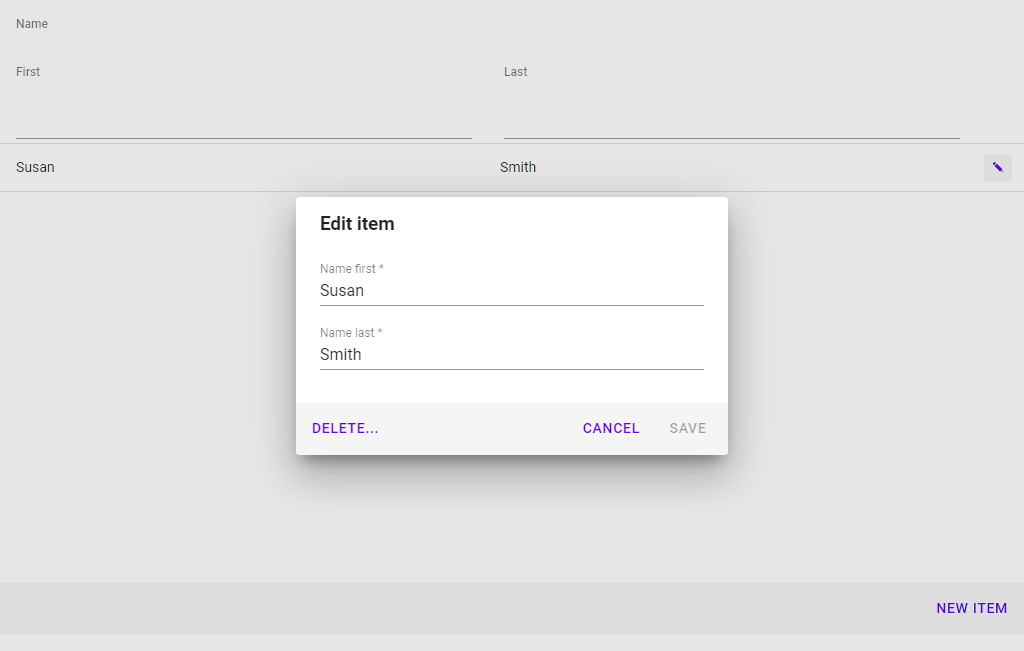 Name
First Last
Susan Smith
Edit item
Name first *
Susan
Name last *
Smith
DELETE... CANCEL SAVE
NEW ITEM